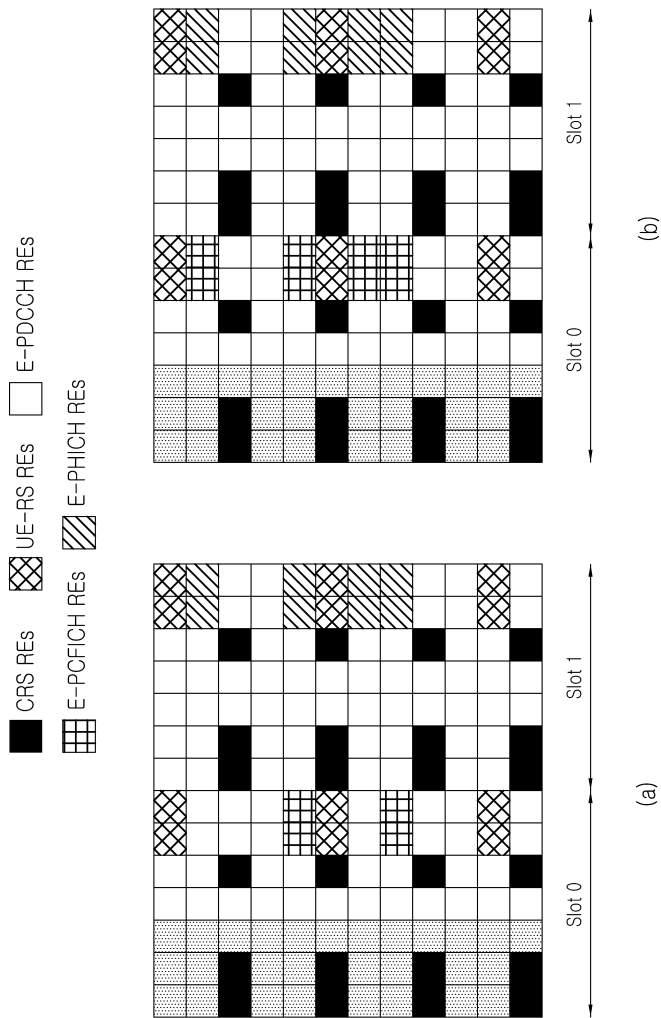 CRS REs
UE-RS REs
E-PDCCH REs
E-PCFICH REs
E-PHICH REs
Slot 0
Slot 1
(a)
Slot 0
Slot 1
(b)